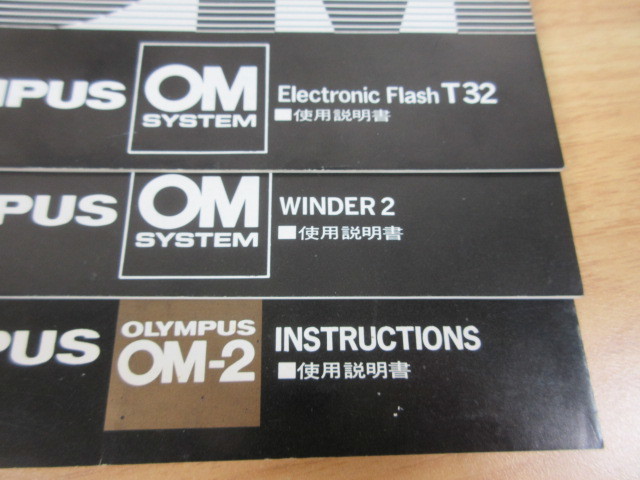 MPUS OM SYSTEM Electronic Flash T32
■使用説明書
PUS OM SYSTEM WINDER 2
■使用説明書
PUS OLYMPUS OM-2 INSTRUCTIONS
■使用説明書